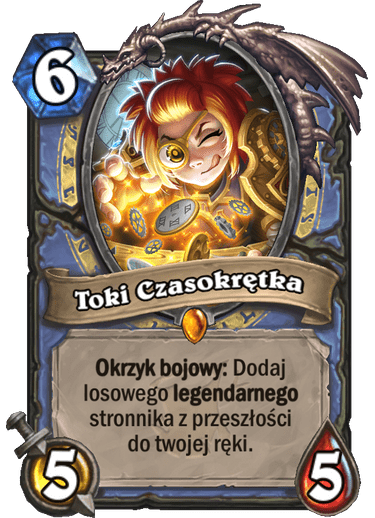 6
Toki Czasokrętka
Okrzyk bojowy: Dodaj
losowego legendarnego
stronnika z przeszłości
do twojej ręki.
5
5